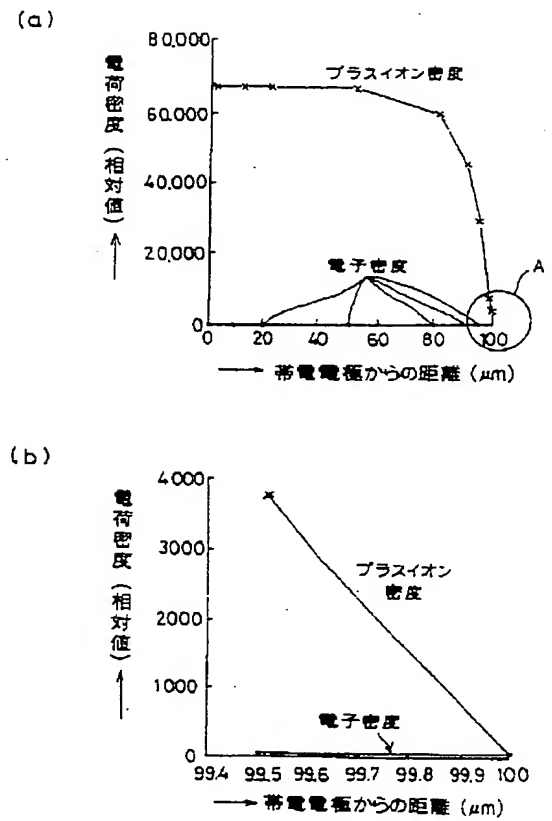 (a)
80,000
60,000
40,000
20,000
0
電荷密度(相対値)
プラスイオン密度
電子密度
A
0 20 40 60 80 100
帯電電極からの距離(μm)
(b)
4000
3000
2000
1000
0
電荷密度(相対値)
プラスイオン
密度
電子密度
99.4 99.5 99.6 99.7 99.8 99.9 100
帯電電極からの距離(μm)